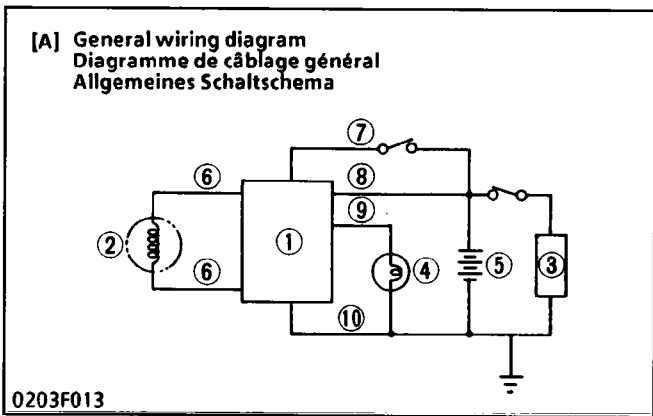 [A] General wiring diagram
Diagramme de câblage général
Allgemeines Schaltschema
⑦
⑥ ⑧
⑨
② ① ④ ⑤ ③
⑥
⑩
0203F013